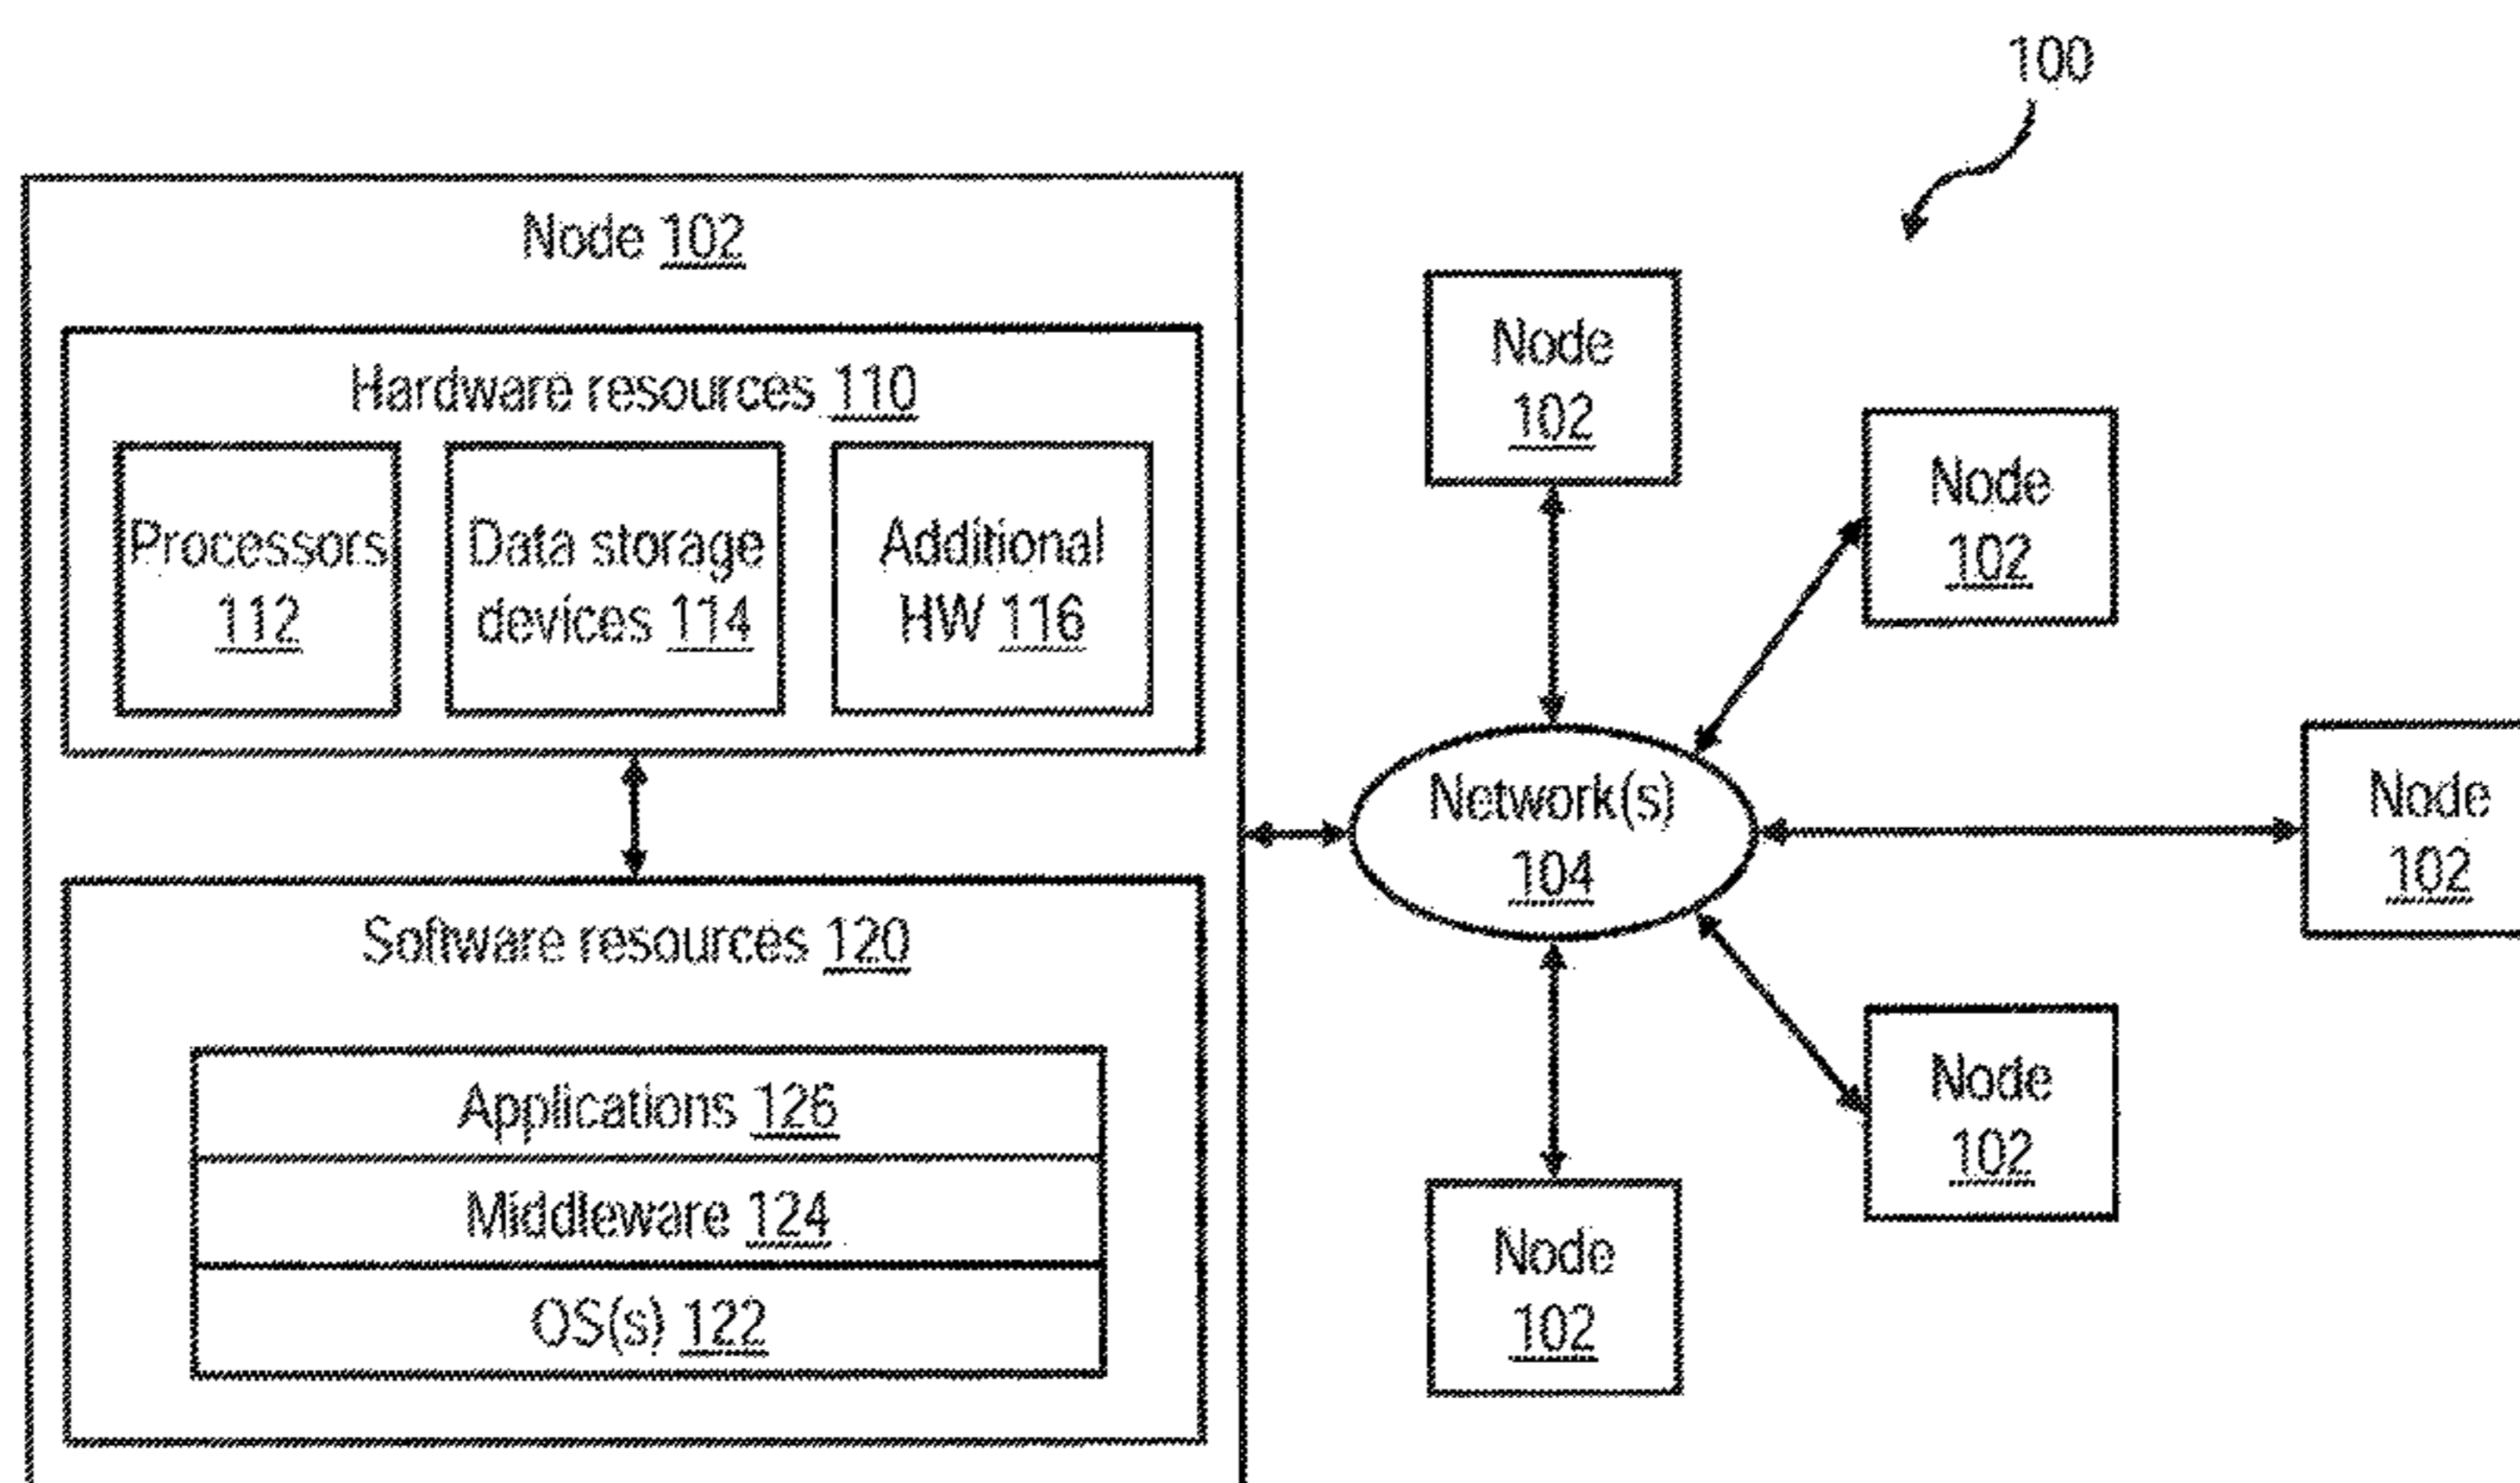 100
Node 102
Hardware resources 110
Processors
112
Data storage
devices 114
Additional
HW 116
Software resources 120
Applications 126
Middleware 124
OS(s) 122
Node
102
Node
102
Network(s)
104
Node
102
Node
102
Node
102